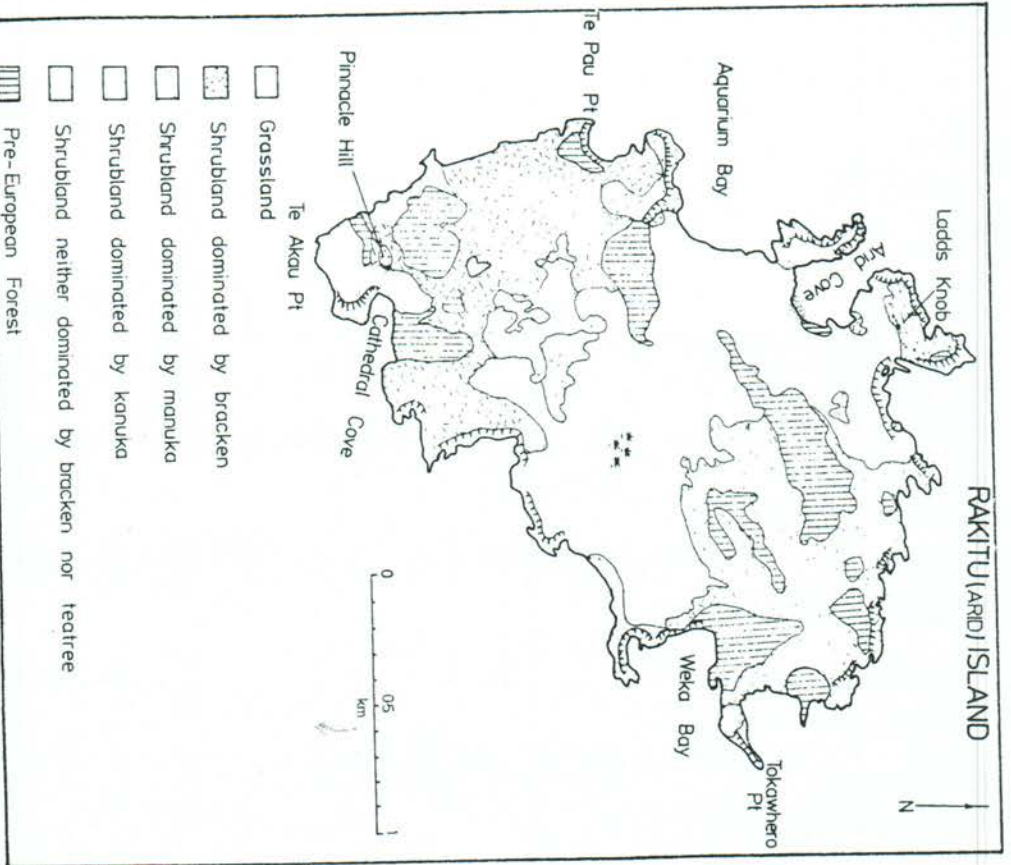 RAKITU (ARID) ISLAND
N
Ladds Knob
Arid
Cove
Aquarium Bay
Te Pau Pt
Tokawhero
Pt
Weka Bay
Cathedral Cove
Pinnacle Hill
Te Akau Pt
0
05
1
km
Grassland
Shrubland dominated by bracken
Shrubland dominated by manuka
Shrubland dominated by kanuka
Shrubland neither dominated by bracken nor teatree
Pre-European Forest